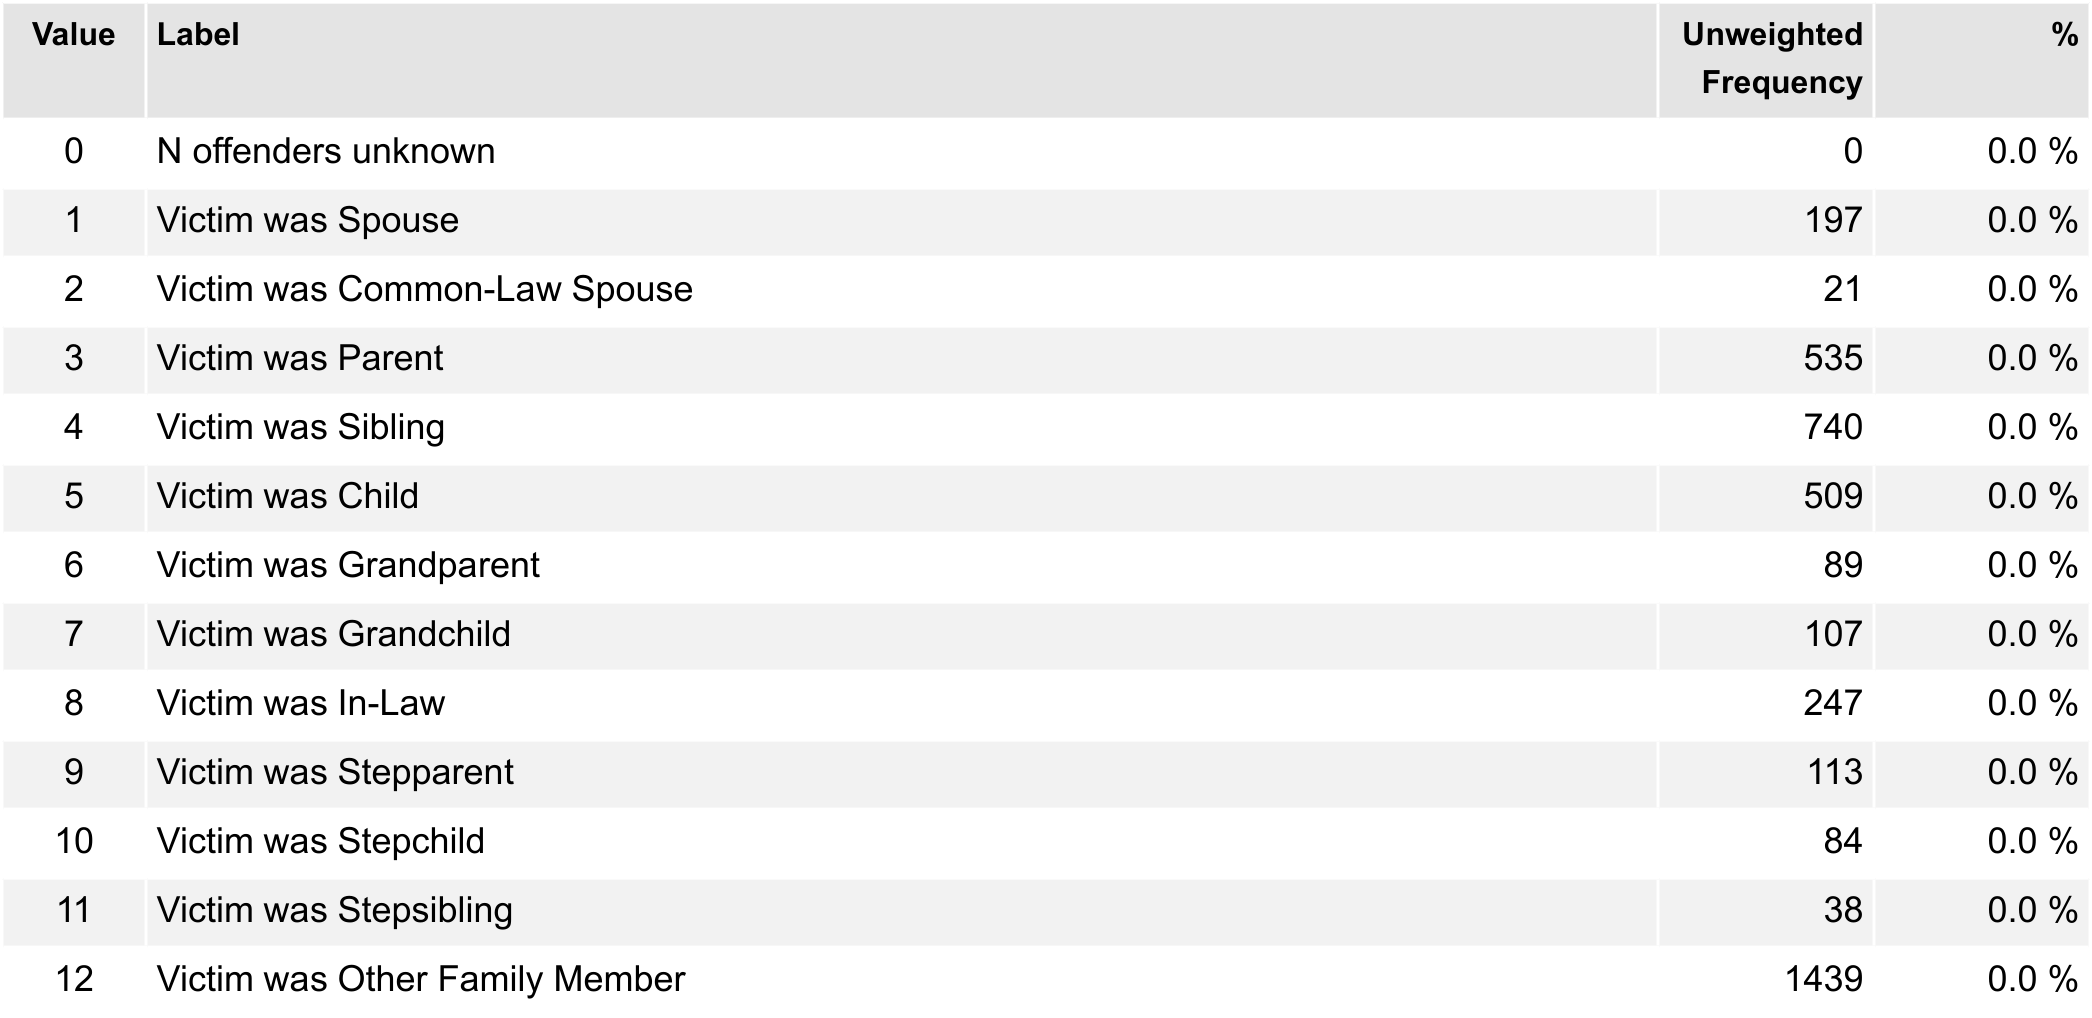 Value Label Unweighted Frequency %
0 N offenders unknown 0 0.0 %
1 Victim was Spouse 197 0.0 %
2 Victim was Common-Law Spouse 21 0.0 %
3 Victim was Parent 535 0.0 %
4 Victim was Sibling 740 0.0 %
5 Victim was Child 509 0.0 %
6 Victim was Grandparent 89 0.0 %
7 Victim was Grandchild 107 0.0 %
8 Victim was In-Law 247 0.0 %
9 Victim was Stepparent 113 0.0 %
10 Victim was Stepchild 84 0.0 %
11 Victim was Stepsibling 38 0.0 %
12 Victim was Other Family Member 1439 0.0 %